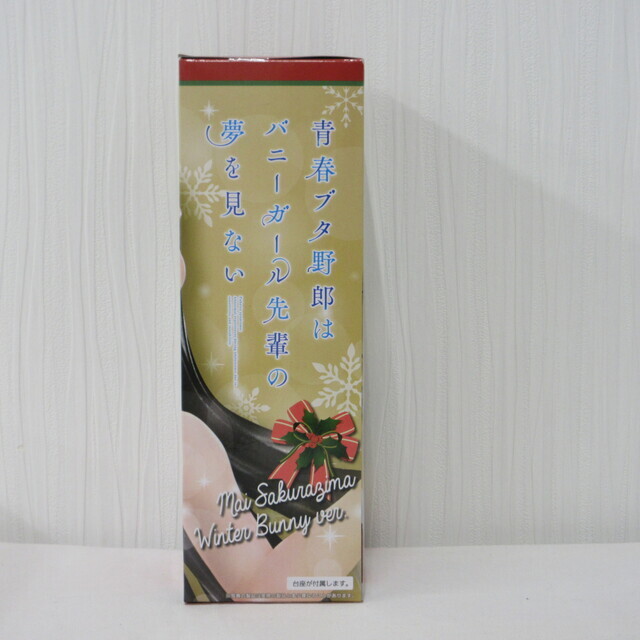 青春ブタ野郎は
バニーガール先輩の
夢を見ない
Mai Sakurazima
Winter Bunny ver.
台座が付属します。